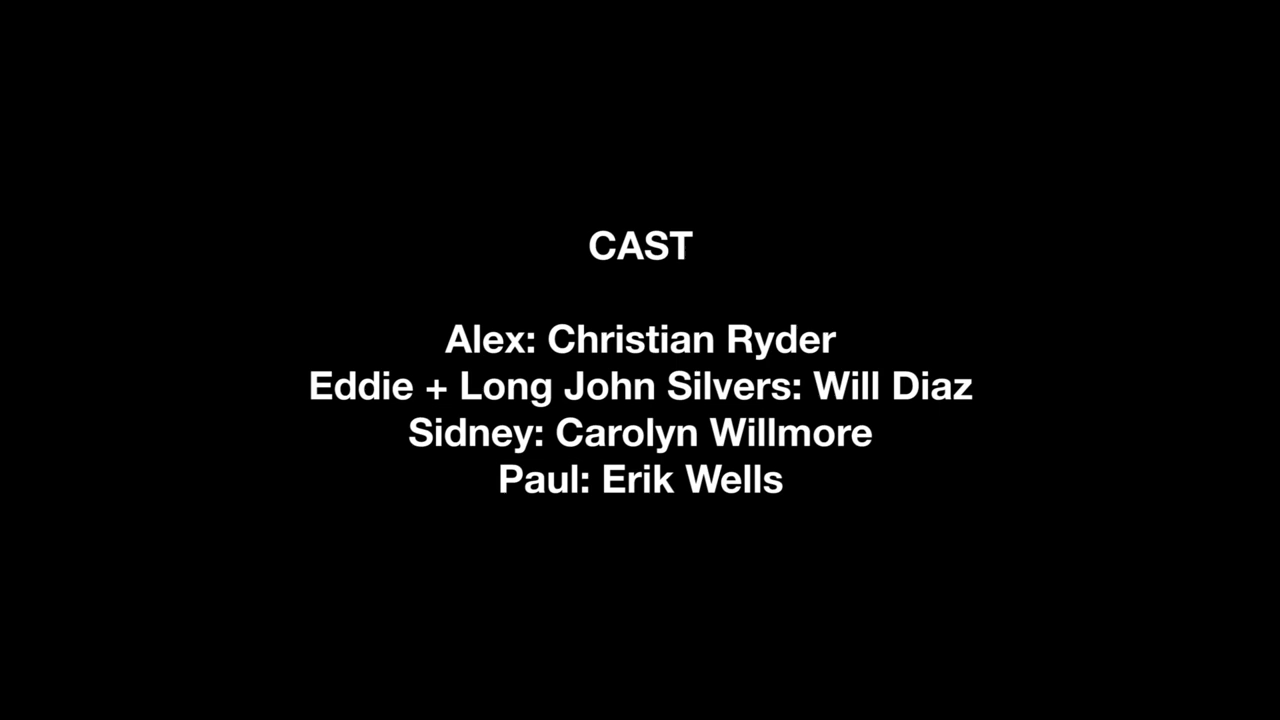 CAST
Alex: Christian Ryder
Eddie + Long John Silvers: Will Diaz
Sidney: Carolyn Willmore
Paul: Erik Wells